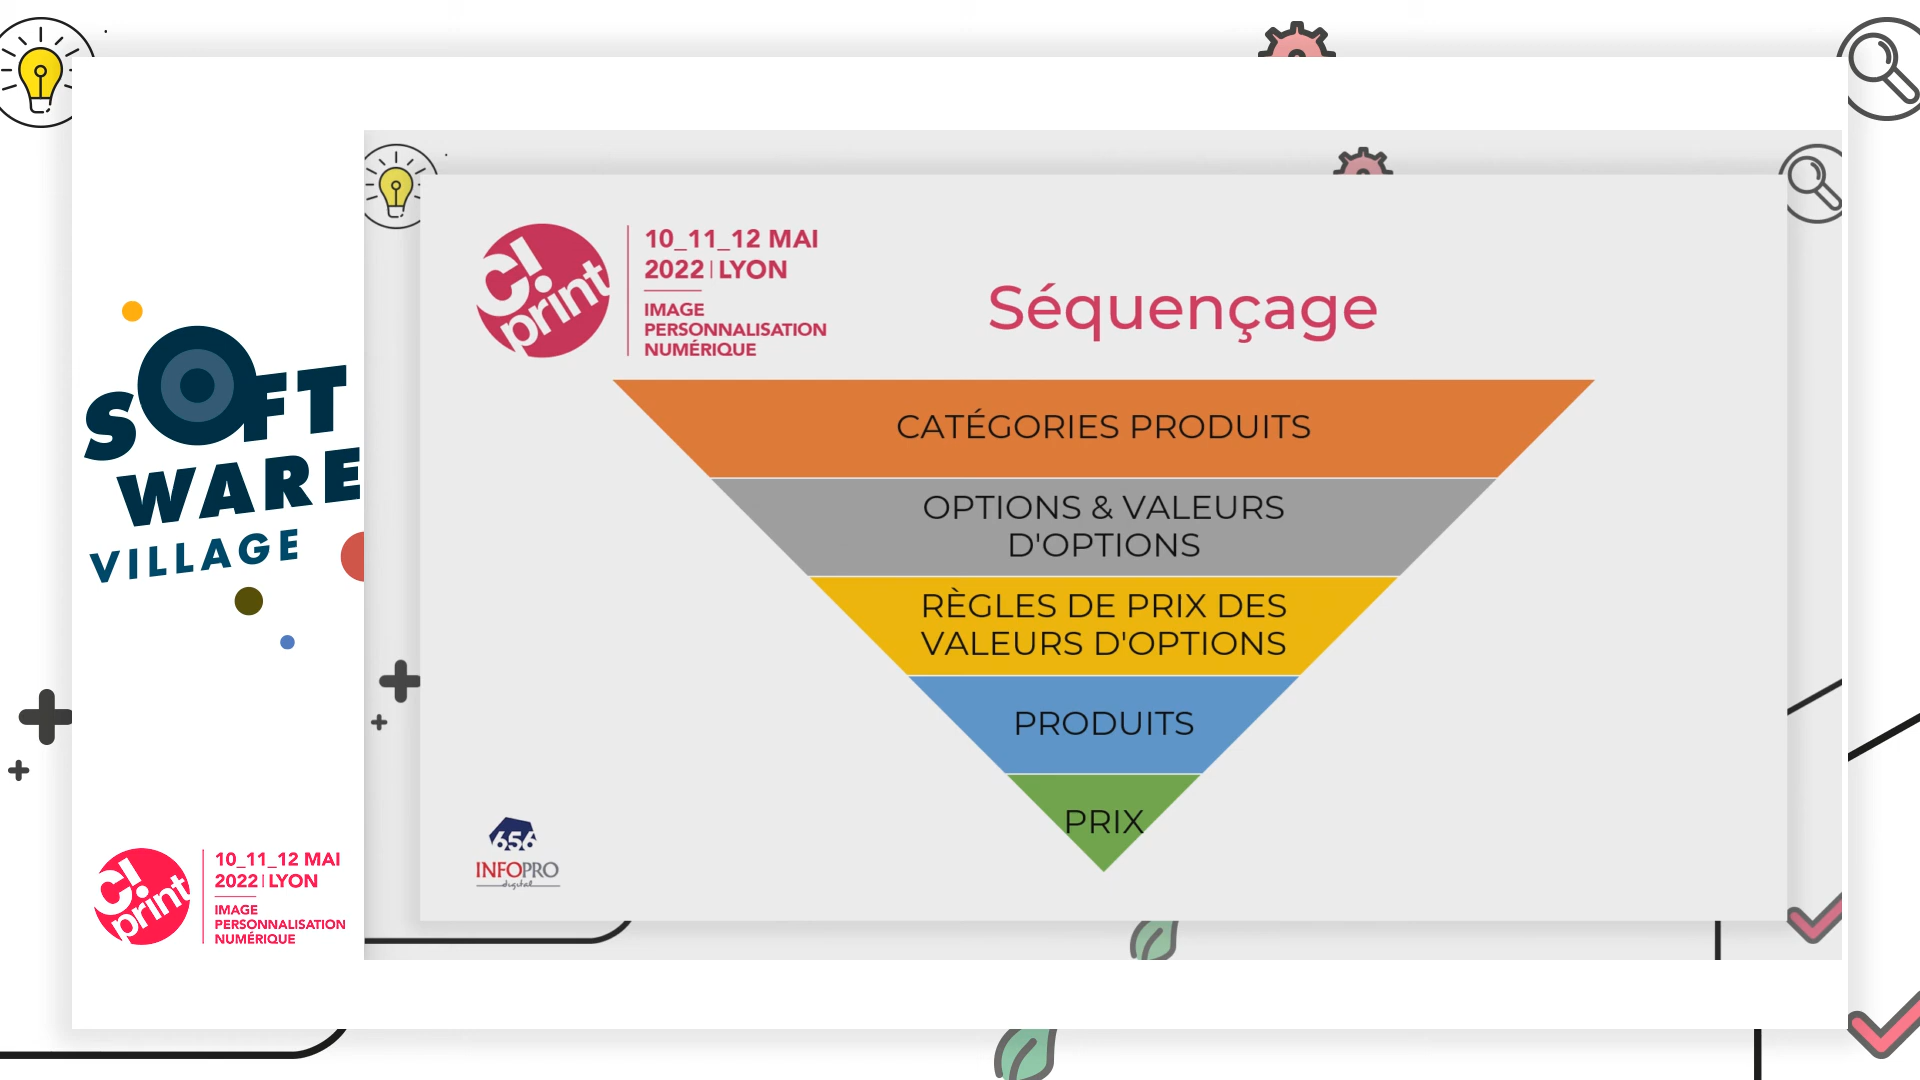 SOFT
WARE
VILLAGE
C!
print
10_11_12 MAI
2022 | LYON
IMAGE
PERSONNALISATION
NUMÉRIQUE
C!
print
10_11_12 MAI
2022 | LYON
IMAGE
PERSONNALISATION
NUMÉRIQUE
Séquençage
CATÉGORIES PRODUITS
OPTIONS & VALEURS
D'OPTIONS
RÈGLES DE PRIX DES
VALEURS D'OPTIONS
PRODUITS
PRIX
656
INFOPRO
digital